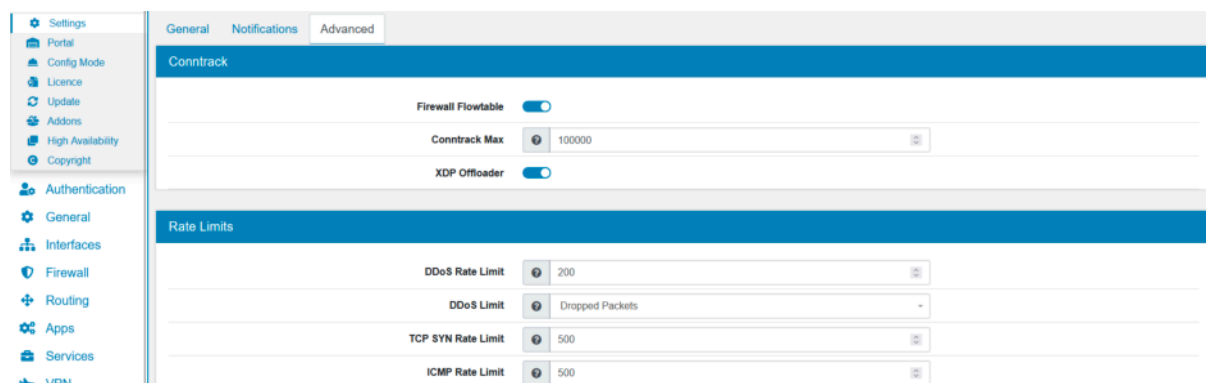 Settings
Portal
Config Mode
Licence
Update
Addons
High Availability
Copyright
Authentication
General
Interfaces
Firewall
Routing
Apps
Services
VPN
General Notifications Advanced
Conntrack
Firewall Flowtable
Conntrack Max 100000
XDP Offloader
Rate Limits
DDoS Rate Limit 200
DDoS Limit Dropped Packets
TCP SYN Rate Limit 500
ICMP Rate Limit 500